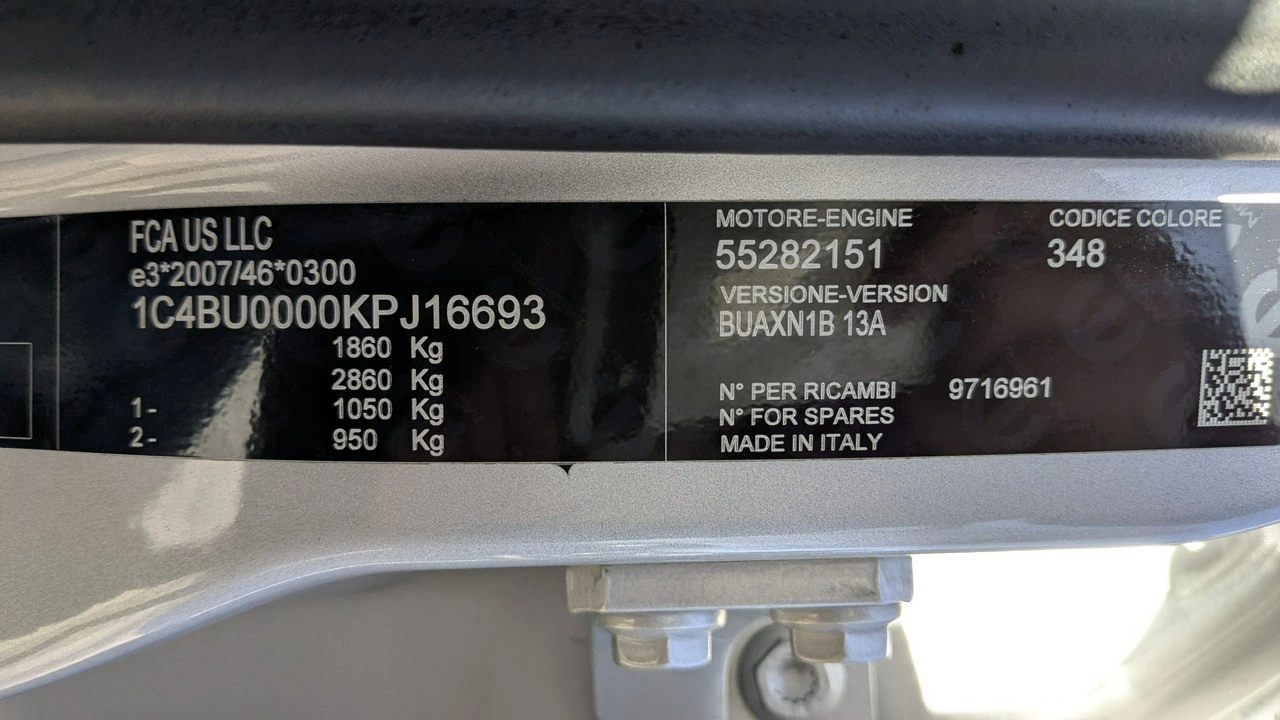 FCA US LLC
e3*2007/46*0300
1C4BU0000KPJ16693
1860 Kg
2860 Kg
1- 1050 Kg
2- 950 Kg
MOTORE-ENGINE
55282151
CODICE COLORE
348
VERSIONE-VERSION
BUAXN1B 13A
N° PER RICAMBI 9716961
N° FOR SPARES
MADE IN ITALY